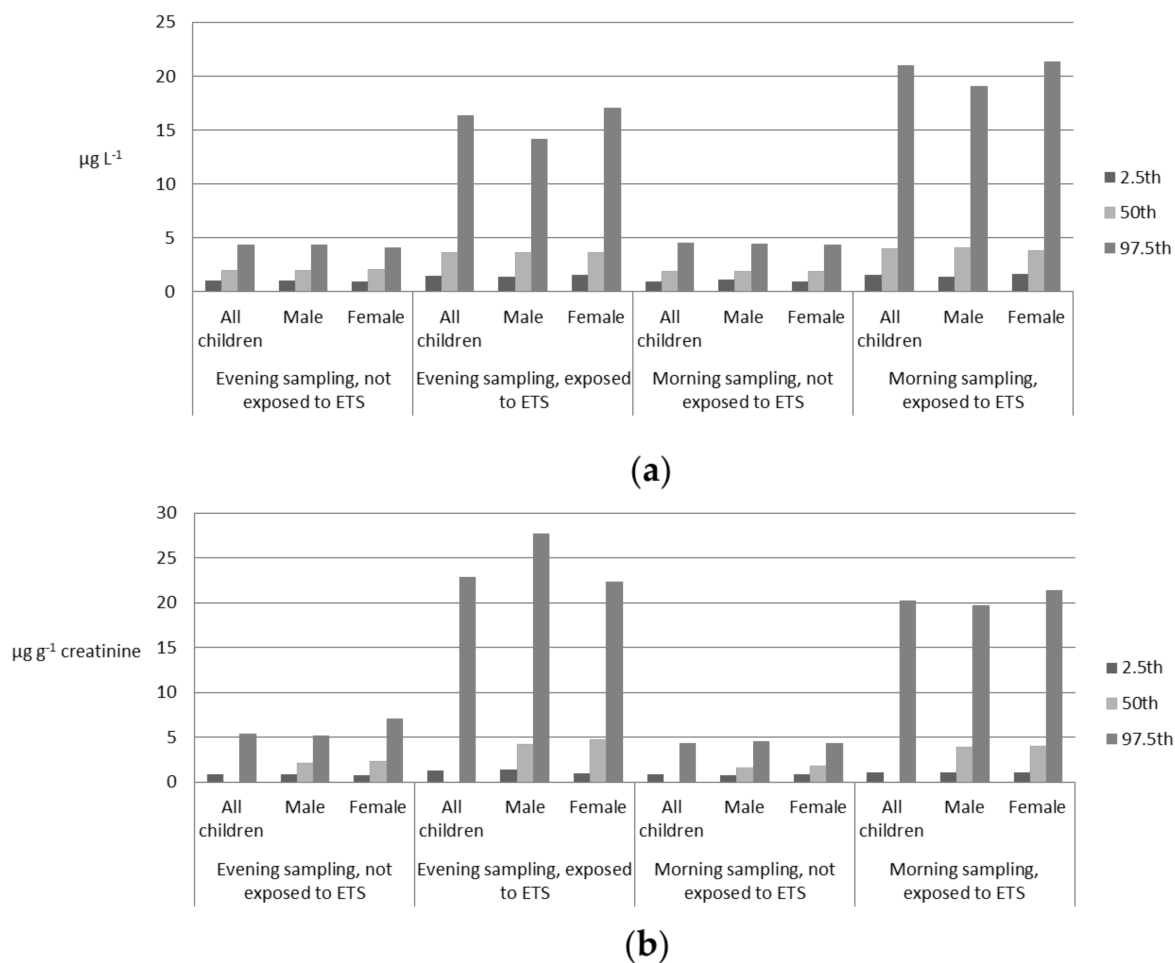 25
20
15
10
5
0
µg L-1
2.5th
50th
97.5th
All children Male Female All children Male Female All children Male Female All children Male Female
Evening sampling, not exposed to ETS
Evening sampling, exposed to ETS
Morning sampling, not exposed to ETS
Morning sampling, exposed to ETS
(a)
30
25
20
15
10
5
0
µg g-1 creatinine
2.5th
50th
97.5th
All children Male Female All children Male Female All children Male Female All children Male Female
Evening sampling, not exposed to ETS
Evening sampling, exposed to ETS
Morning sampling, not exposed to ETS
Morning sampling, exposed to ETS
(b)